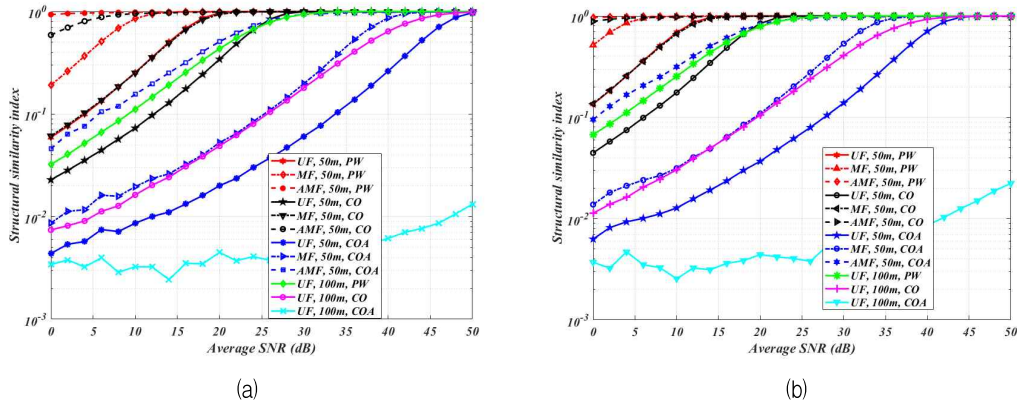 10^0
10^-1
10^-2
10^-3
Structural similarity index
0 5 10 15 20 25 30 35 40 45 50
Average SNR (dB)
UF, 50m, PW
MF, 50m, PW
AMF, 50m, PW
UF, 50m, CO
MF, 50m, CO
AMF, 50m, CO
UF, 50m, COA
MF, 50m, COA
AMF, 50m, COA
UF, 100m, PW
UF, 100m, CO
UF, 100m, COA
(a)
10^0
10^-1
10^-2
10^-3
Structural similarity index
0 5 10 15 20 25 30 35 40 45 50
Average SNR (dB)
UF, 50m, PW
MF, 50m, PW
AMF, 50m, PW
UF, 50m, CO
MF, 50m, CO
AMF, 50m, CO
UF, 50m, COA
MF, 50m, COA
AMF, 50m, COA
UF, 100m, PW
UF, 100m, CO
UF, 100m, COA
(b)